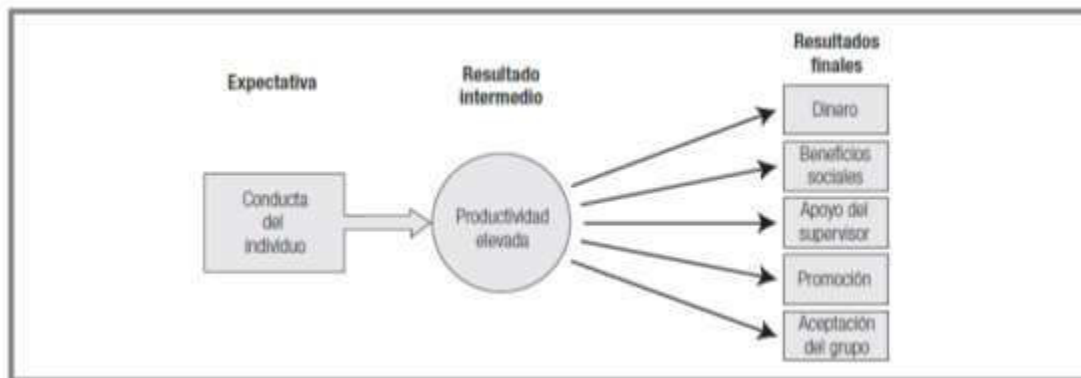 Expectativa
Resultado
intermedio
Resultados
finales
Conducta
del
individuo
Productividad
elevada
Dinaro
Beneficios
sociales
Apoyo del
supervisor
Promoción
Aceptación
del grupo